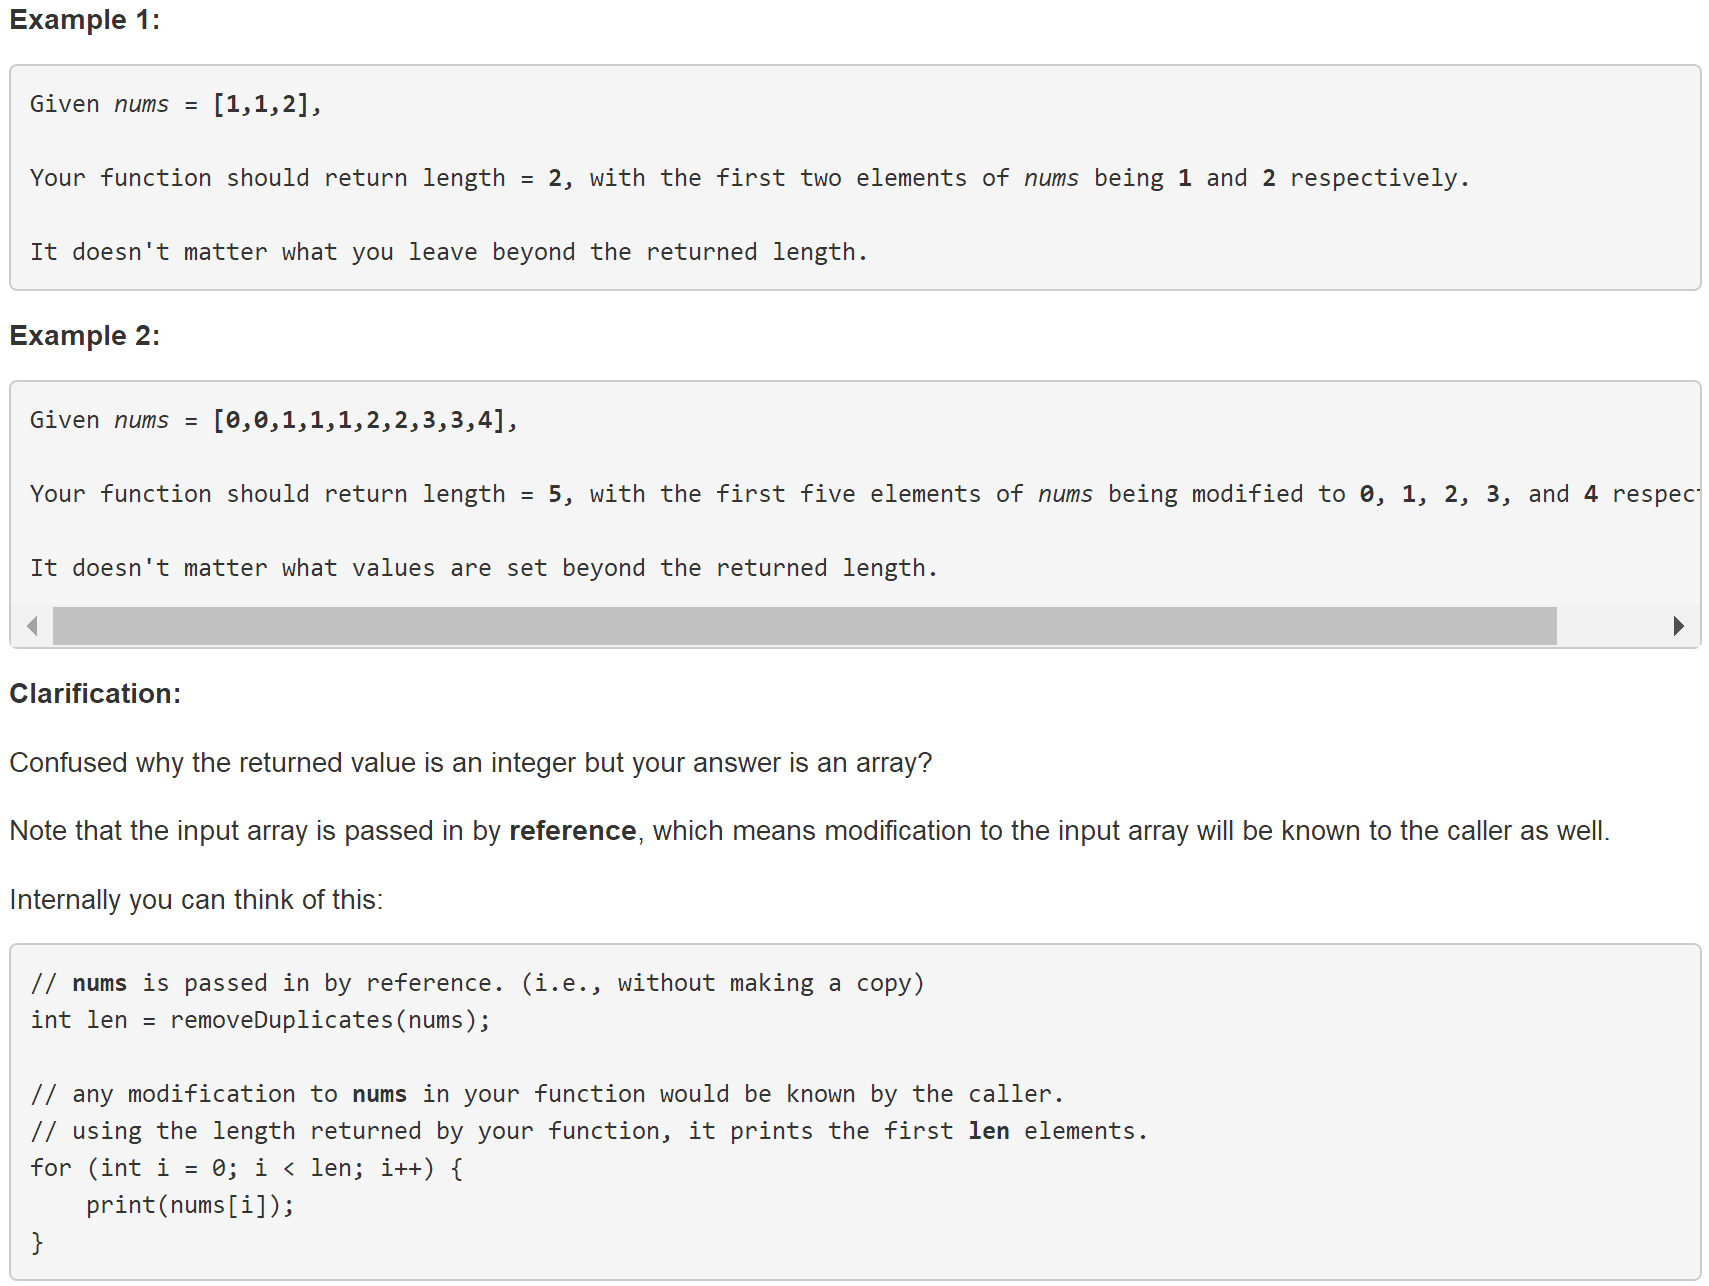 Example 1:
Given nums = [1,1,2],
Your function should return length = 2, with the first two elements of nums being 1 and 2 respectively.
It doesn't matter what you leave beyond the returned length.
Example 2:
Given nums = [0,0,1,1,1,2,2,3,3,4],
Your function should return length = 5, with the first five elements of nums being modified to 0, 1, 2, 3, and 4 respec
It doesn't matter what values are set beyond the returned length.
Clarification:
Confused why the returned value is an integer but your answer is an array?
Note that the input array is passed in by reference, which means modification to the input array will be known to the caller as well.
Internally you can think of this:
// nums is passed in by reference. (i.e., without making a copy)
int len = removeDuplicates(nums);
// any modification to nums in your function would be known by the caller.
// using the length returned by your function, it prints the first len elements.
for (int i = 0; i < len; i++) {
    print(nums[i]);
}